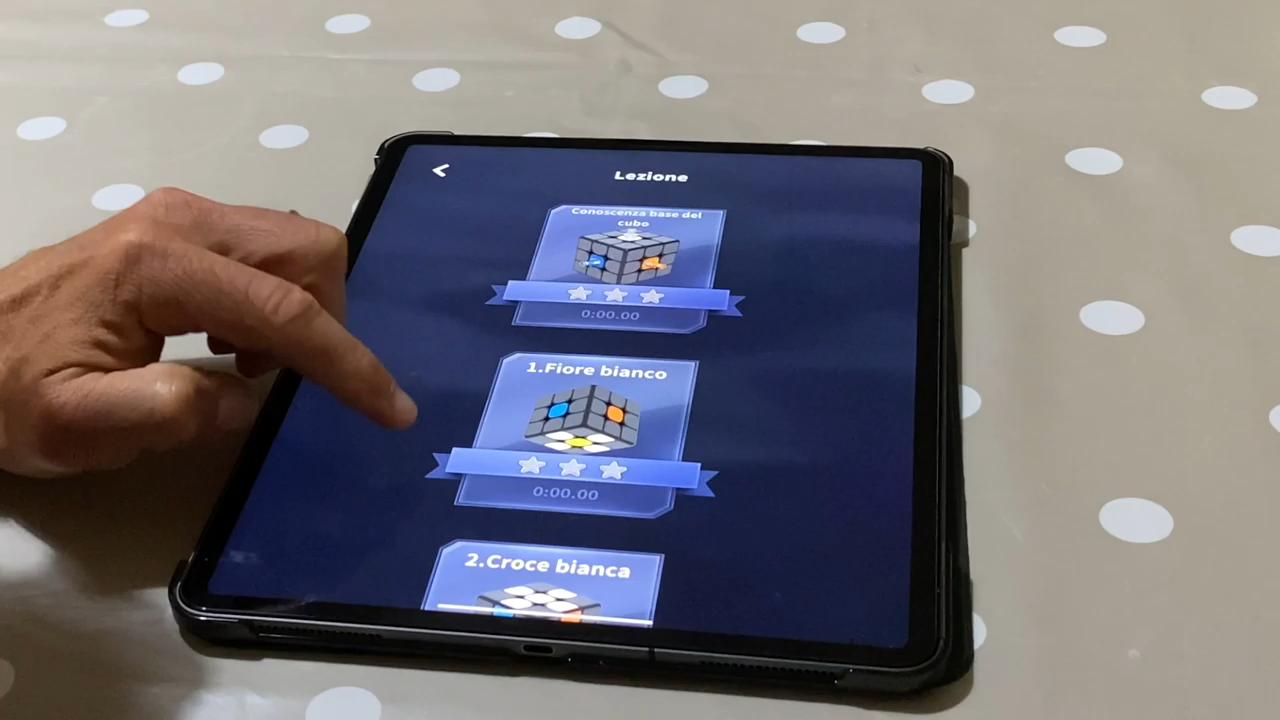 Lezione
Conoscenza base del
cubo
0:00.00
1.Fiore bianco
0:00.00
2.Croce bianca